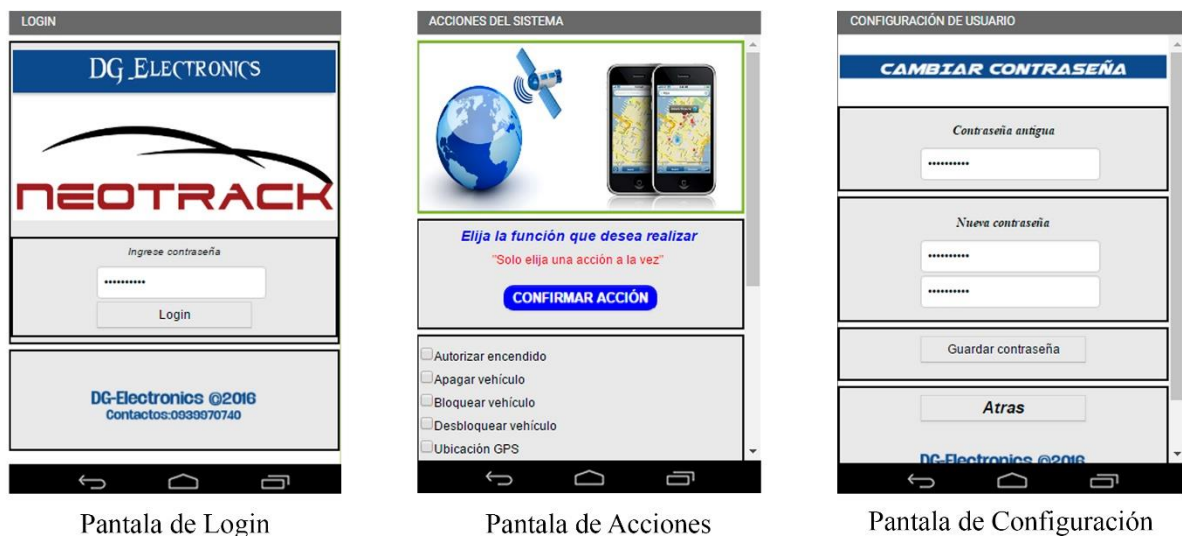 LOGIN
DG_ELECTRONICS
NEOTRACK
Ingrese contraseña
••••••••••
Login
DG-Electronics @2016
Contactos:0939970740
Pantala de Login
ACCIONES DEL SISTEMA
Elija la función que desea realizar
"Solo elija una acción a la vez"
CONFIRMAR ACCIÓN
Autorizar encendido
Apagar vehículo
Bloquear vehículo
Desbloquear vehículo
Ubicación GPS
Pantala de Acciones
CONFIGURACIÓN DE USUARIO
CAMBIAR CONTRASEÑA
Contraseña antigua
••••••••••
Nueva contraseña
••••••••••
••••••••••
Guardar contraseña
Atras
DG-Electronics @2016
Pantala de Configuración